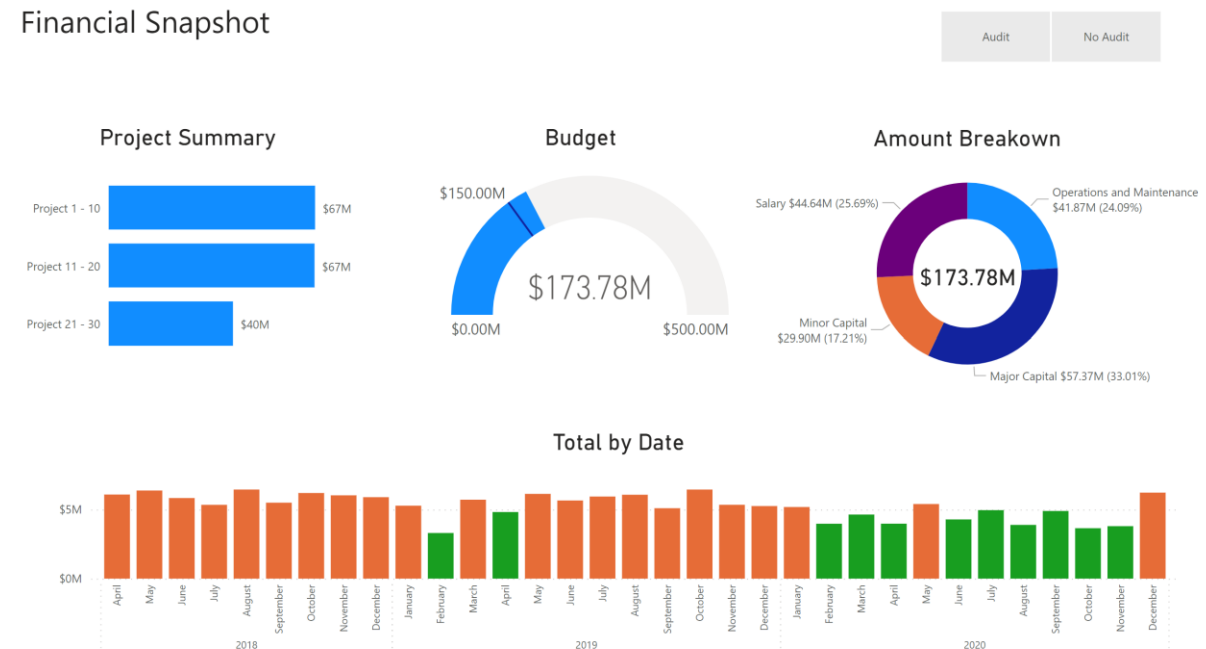 Financial Snapshot
Audit
No Audit
Project Summary
Project 1 - 10
$67M
Project 11 - 20
$67M
Project 21 - 30
$40M
Budget
$150.00M
$173.78M
$0.00M
$500.00M
Amount Breakown
Salary $44.64M (25.69%)
Operations and Maintenance
$41.87M (24.09%)
$173.78M
Minor Capital
$29.90M (17.21%)
Major Capital $57.37M (33.01%)
Total by Date
$5M
$0M
April
May
June
July
August
September
October
November
December
January
February
March
April
May
June
July
August
September
October
November
December
January
February
March
April
May
June
July
August
September
October
November
December
2018
2019
2020